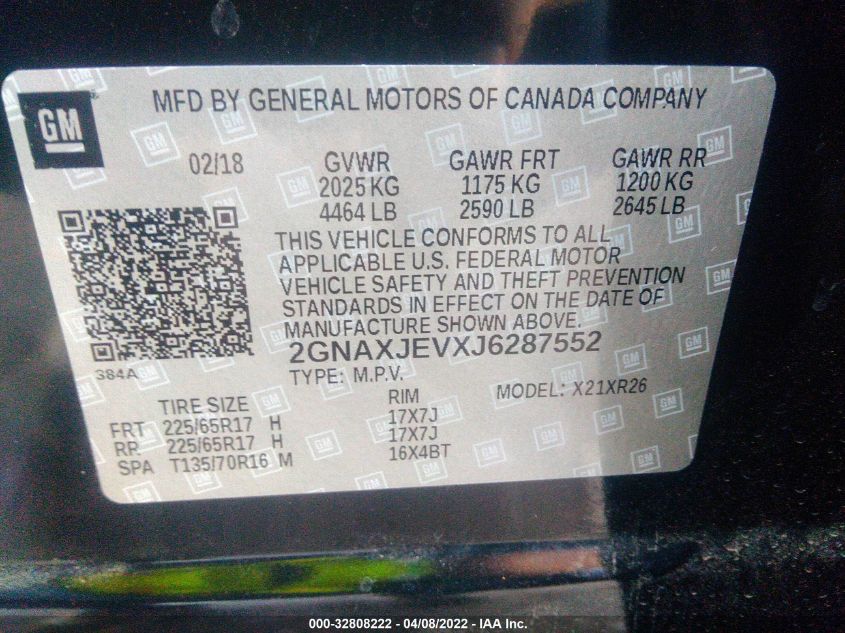 GM
MFD BY GENERAL MOTORS OF CANADA COMPANY
02/18 GVWR GAWR FRT GAWR RR
2025 KG 1175 KG 1200 KG
4464 LB 2590 LB 2645 LB
THIS VEHICLE CONFORMS TO ALL
APPLICABLE U.S. FEDERAL MOTOR
VEHICLE SAFETY AND THEFT PREVENTION
STANDARDS IN EFFECT ON THE DATE OF
MANUFACTURE SHOWN ABOVE.
2GNAXJEVXJ6287552
384A
TYPE: M.P.V. MODEL: X21XR26
TIRE SIZE RIM
FRT 225/65R17 H 17X7J
RR 225/65R17 H 17X7J
SPA T135/70R16 M 16X4BT
000-32808222 - 04/08/2022 - IAA Inc.